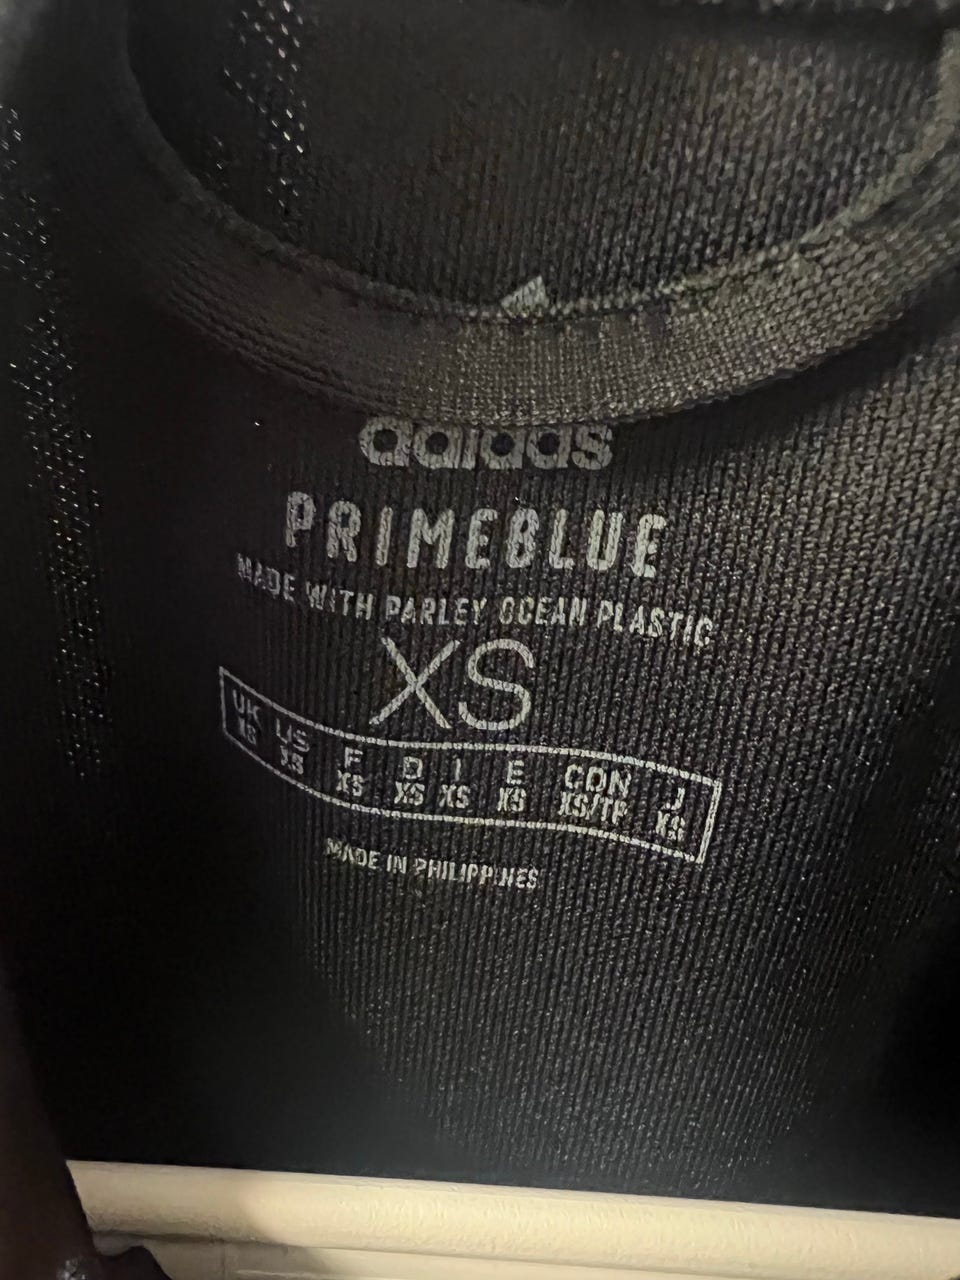 adidas
PRIMEBLUE
MADE WITH PARLEY OCEAN PLASTIC
XS
UK US F D I E CDN J
XS XS XS XS XS XS XS/TP XS
MADE IN PHILIPPINES